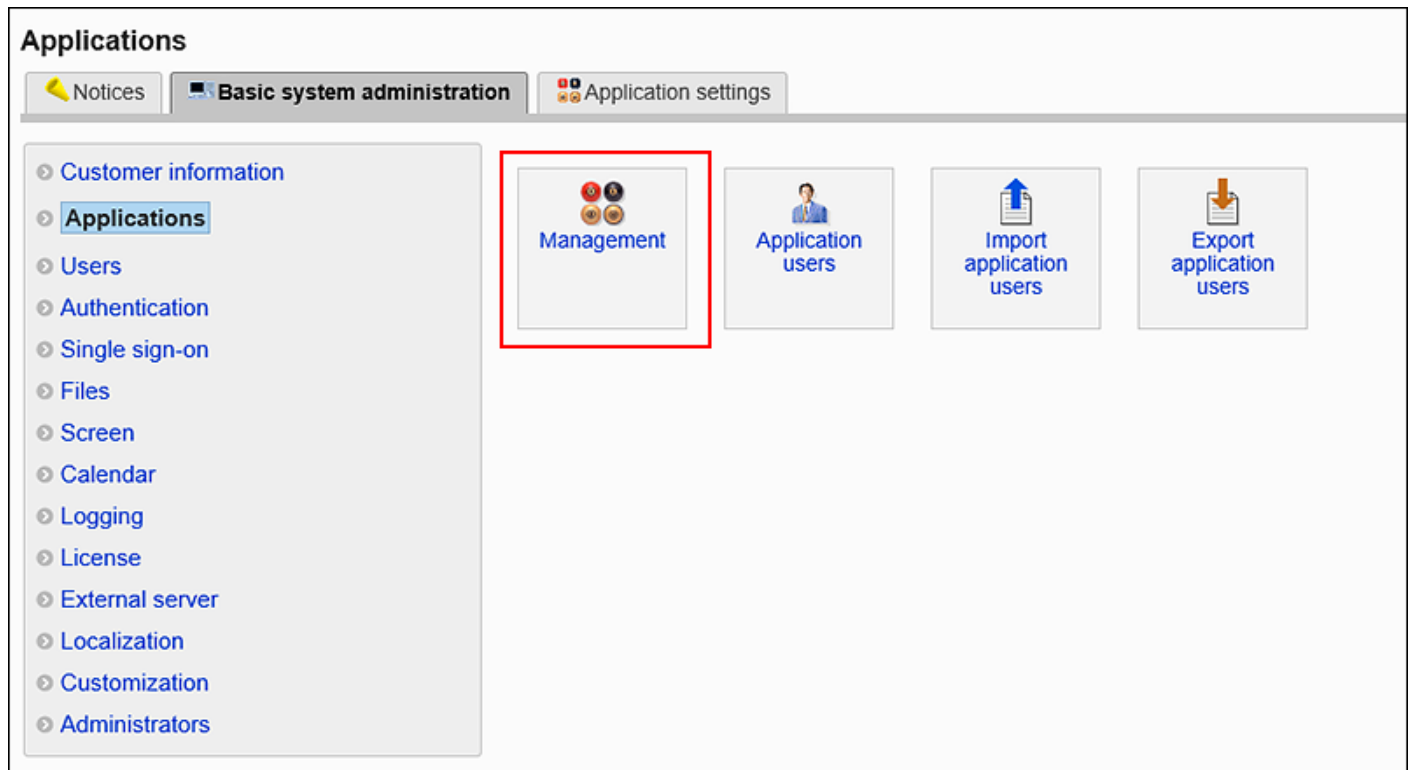 Applications
Notices
Basic system administration
Application settings
Customer information
Applications
Users
Authentication
Single sign-on
Files
Screen
Calendar
Logging
License
External server
Localization
Customization
Administrators
Management
Application
users
Import
application
users
Export
application
users